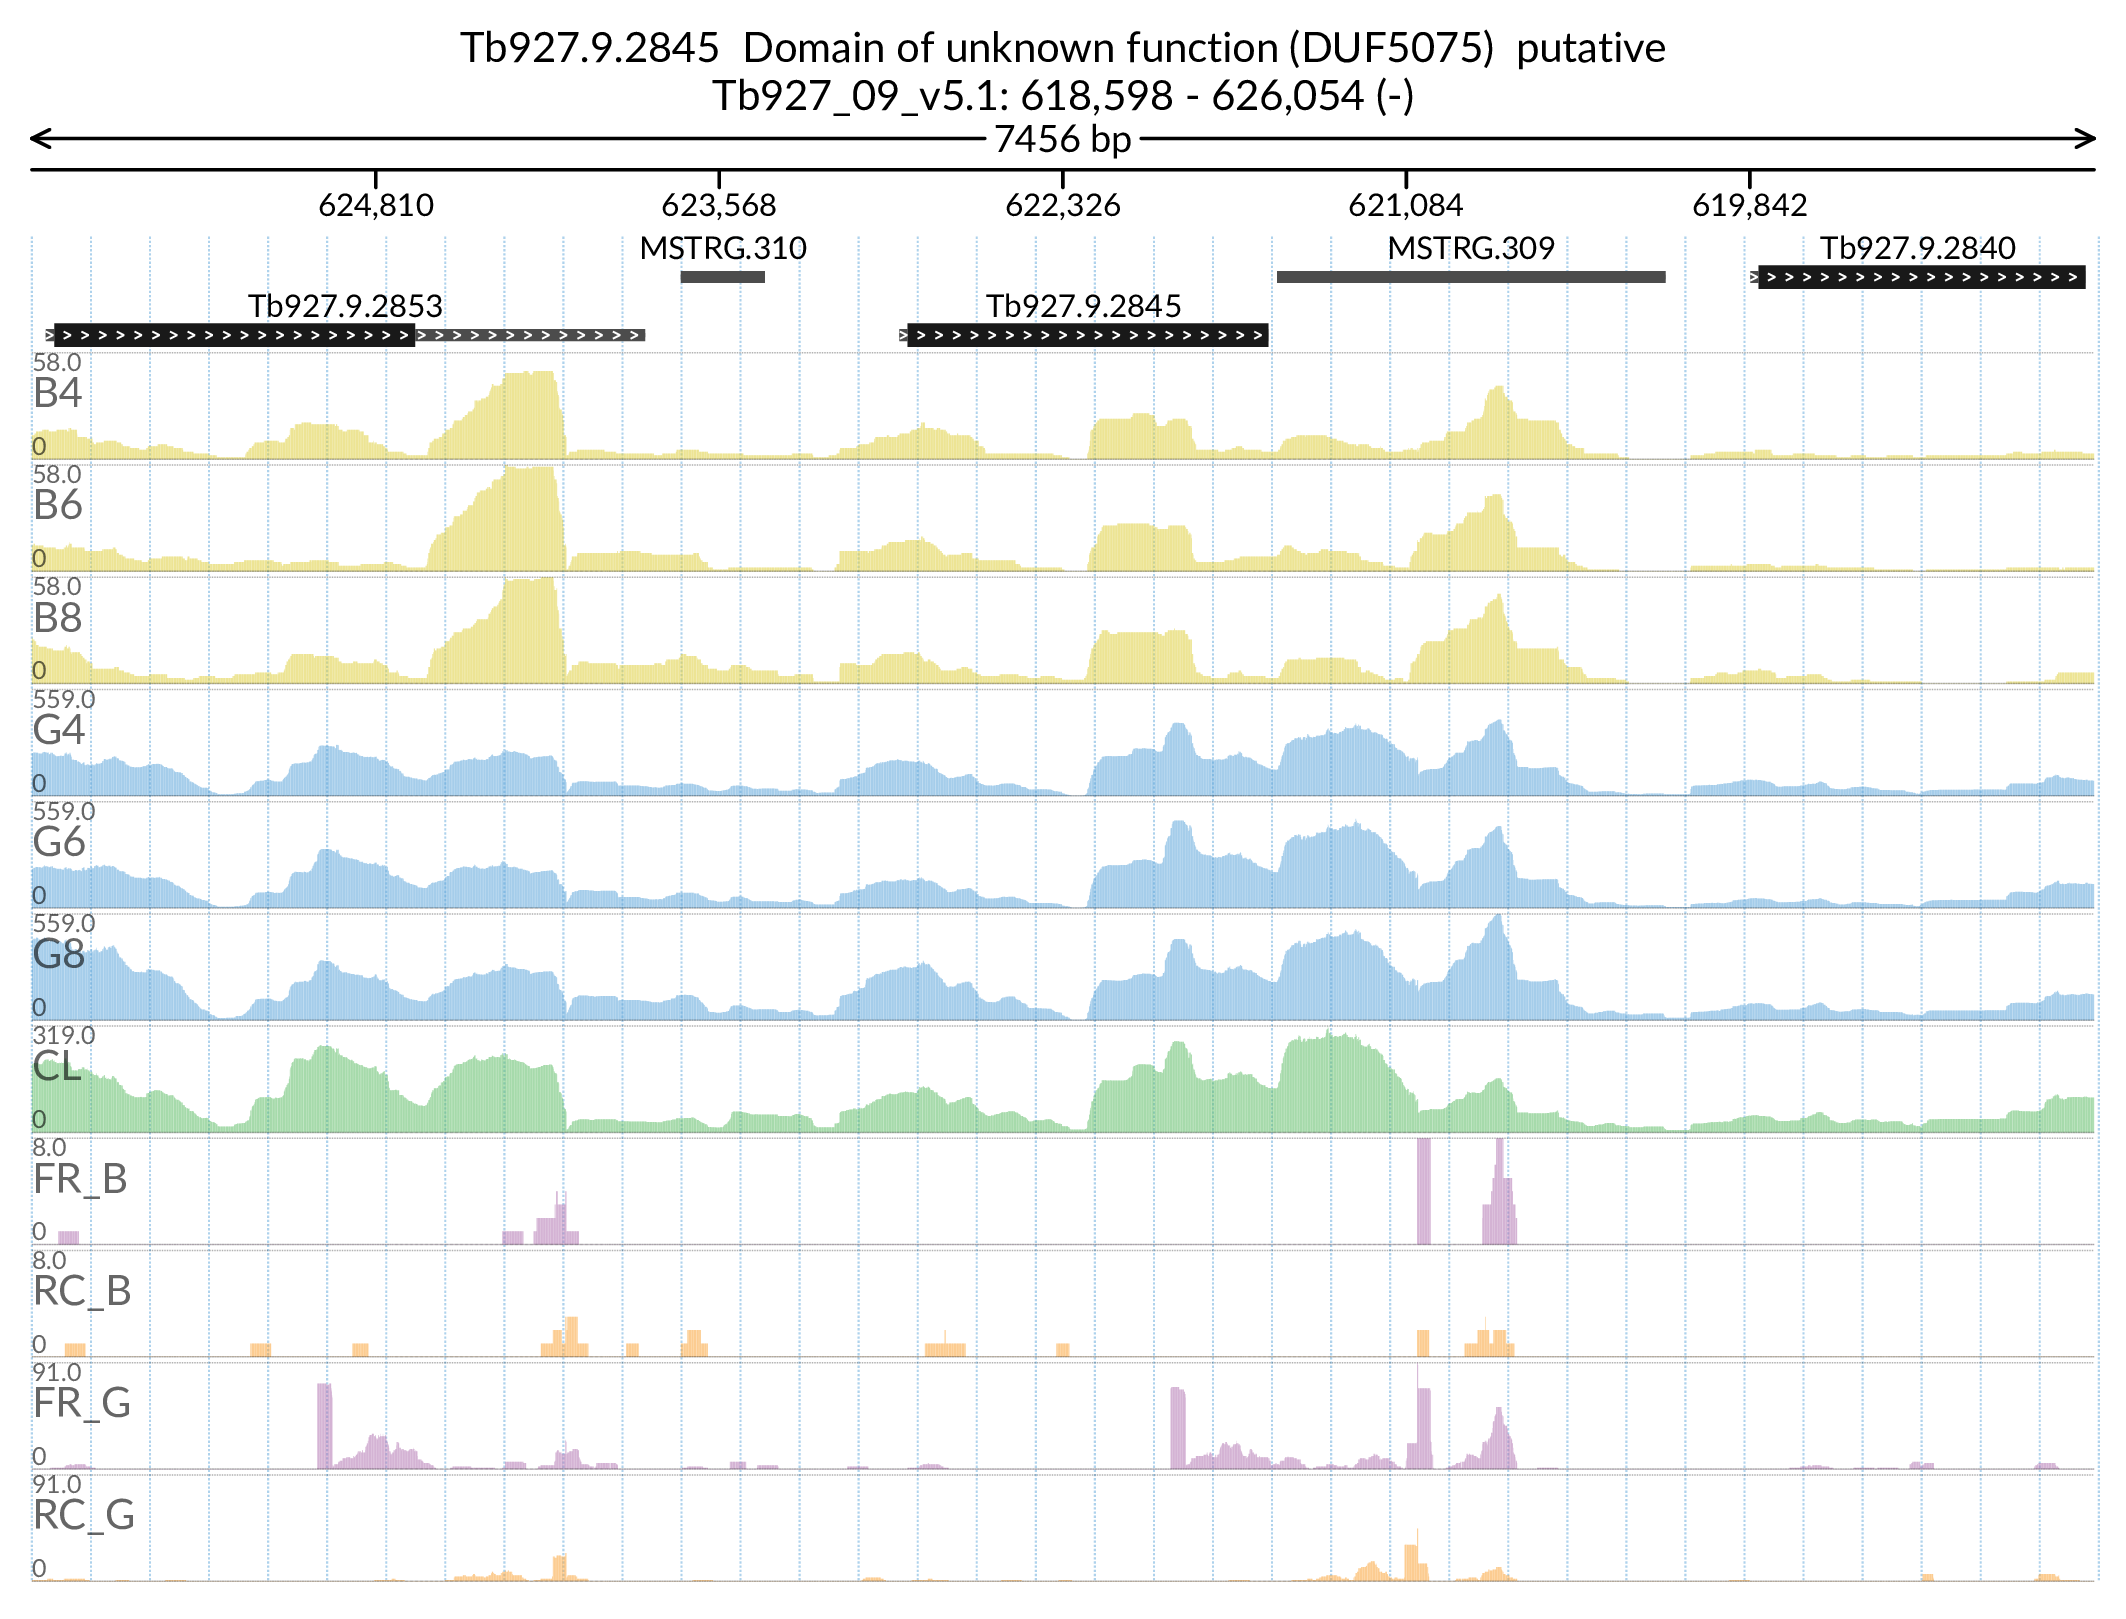 Tb927.9.2845 Domain of unknown function (DUF5075) putative
Tb927_09_v5.1: 618,598 - 626,054 (-)
7456 bp
624,810 623,568 622,326 621,084 619,842
MSTRG.310 MSTRG.309 Tb927.9.2840
Tb927.9.2853 Tb927.9.2845
58.0
B4
0
58.0
B6
0
58.0
B8
0
559.0
G4
0
559.0
G6
0
559.0
G8
0
319.0
CL
0
8.0
FR_B
0
8.0
RC_B
0
91.0
FR_G
0
91.0
RC_G
0